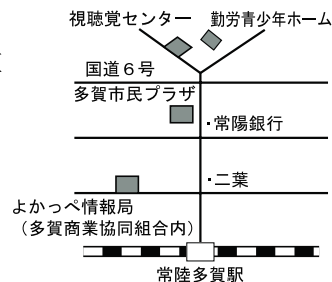 視聴覚センター
勤労青少年ホーム
国道６号
多賀市民プラザ
・常陽銀行
・二葉
よかっぺ情報局
（多賀商業協同組合内）
常陸多賀駅